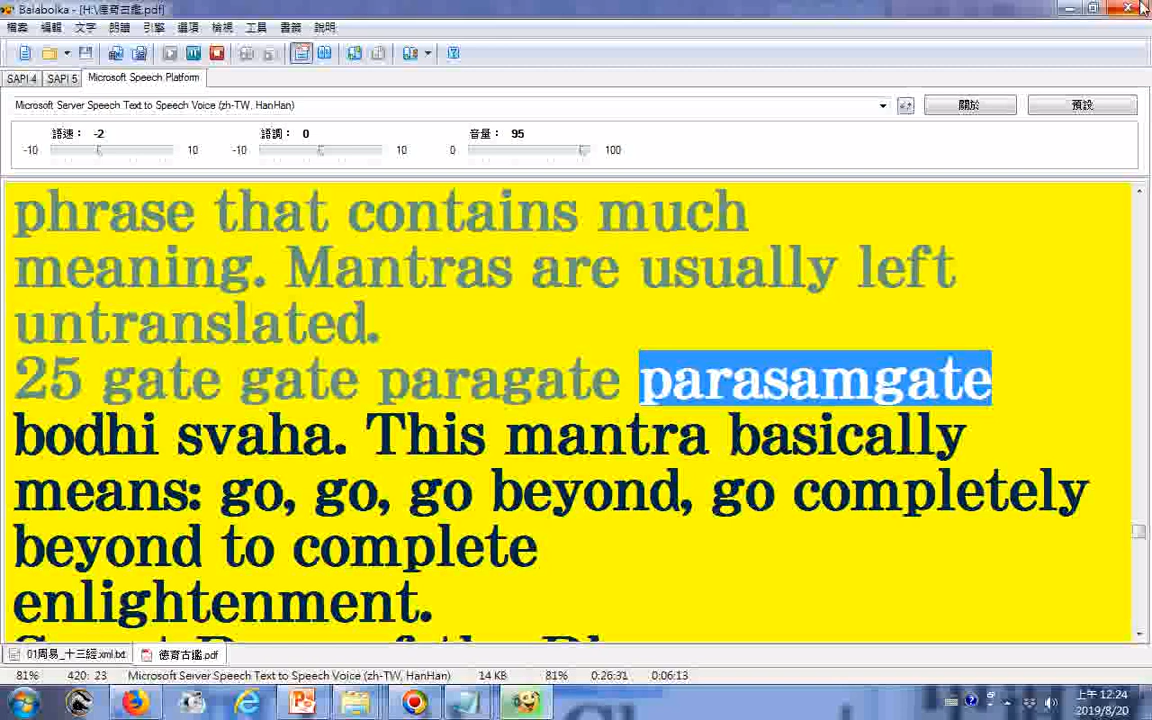 Balabolka - [H:\德育古鑑.pdf]
檔案 編輯 文字 朗讀 引擎 選項 檢視 工具 書籤 說明
SAPI 4 SAPI 5 Microsoft Speech Platform
Microsoft Server Speech Text to Speech Voice (zh-TW, HanHan)
關於 預設
語速： -2 語調： 0 音量： 95
-10 10 -10 10 0 100
phrase that contains much
meaning. Mantras are usually left
untranslated.
25 gate gate paragate parasamgate
bodhi svaha. This mantra basically
means: go, go, go beyond, go completely
beyond to complete
enlightenment.
01周易_十三經.xml.txt 德育古鑑.pdf
81% 420: 23 Microsoft Server Speech Text to Speech Voice (zh-TW, HanHan) 14 KB 81% 0:26:31 0:06:13
上午 12:24
2019/8/20